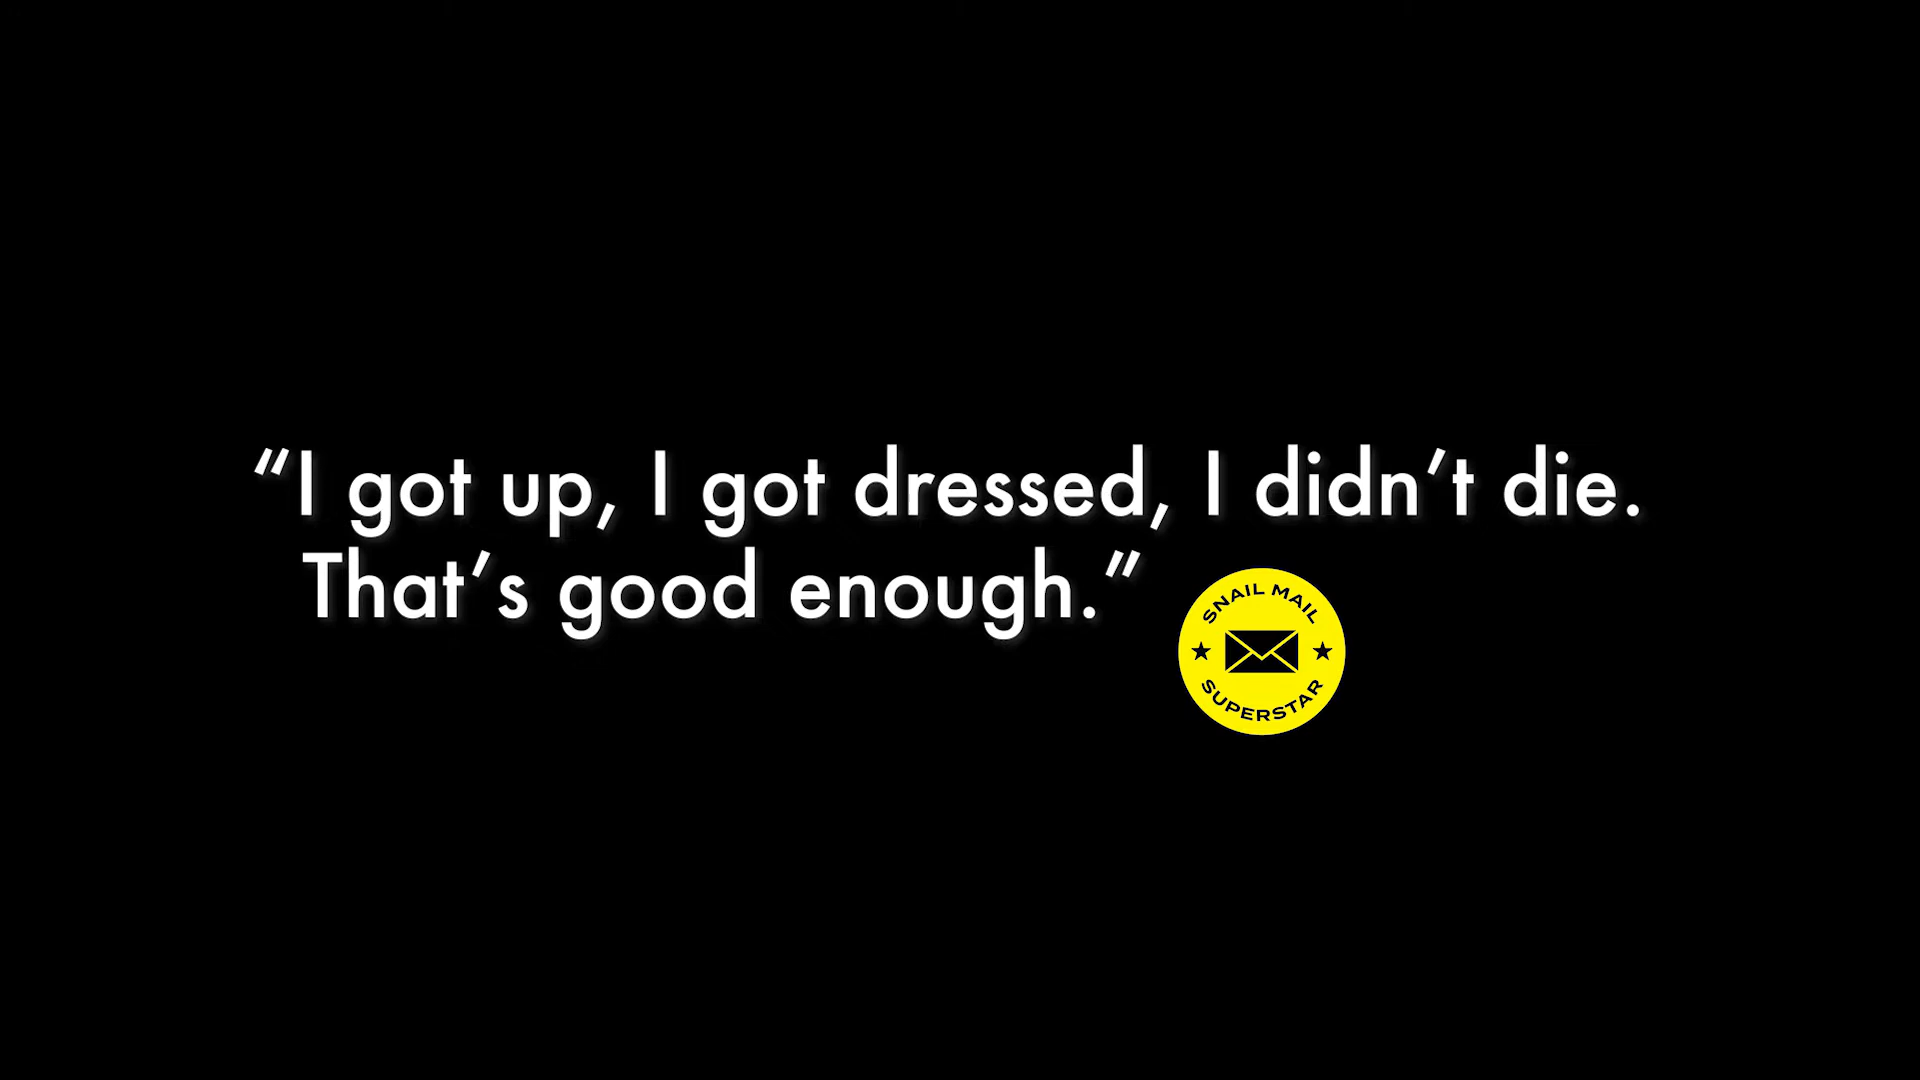 “I got up, I got dressed, I didn’t die.
That’s good enough.”
SNAIL MAIL
SUPERSTAR